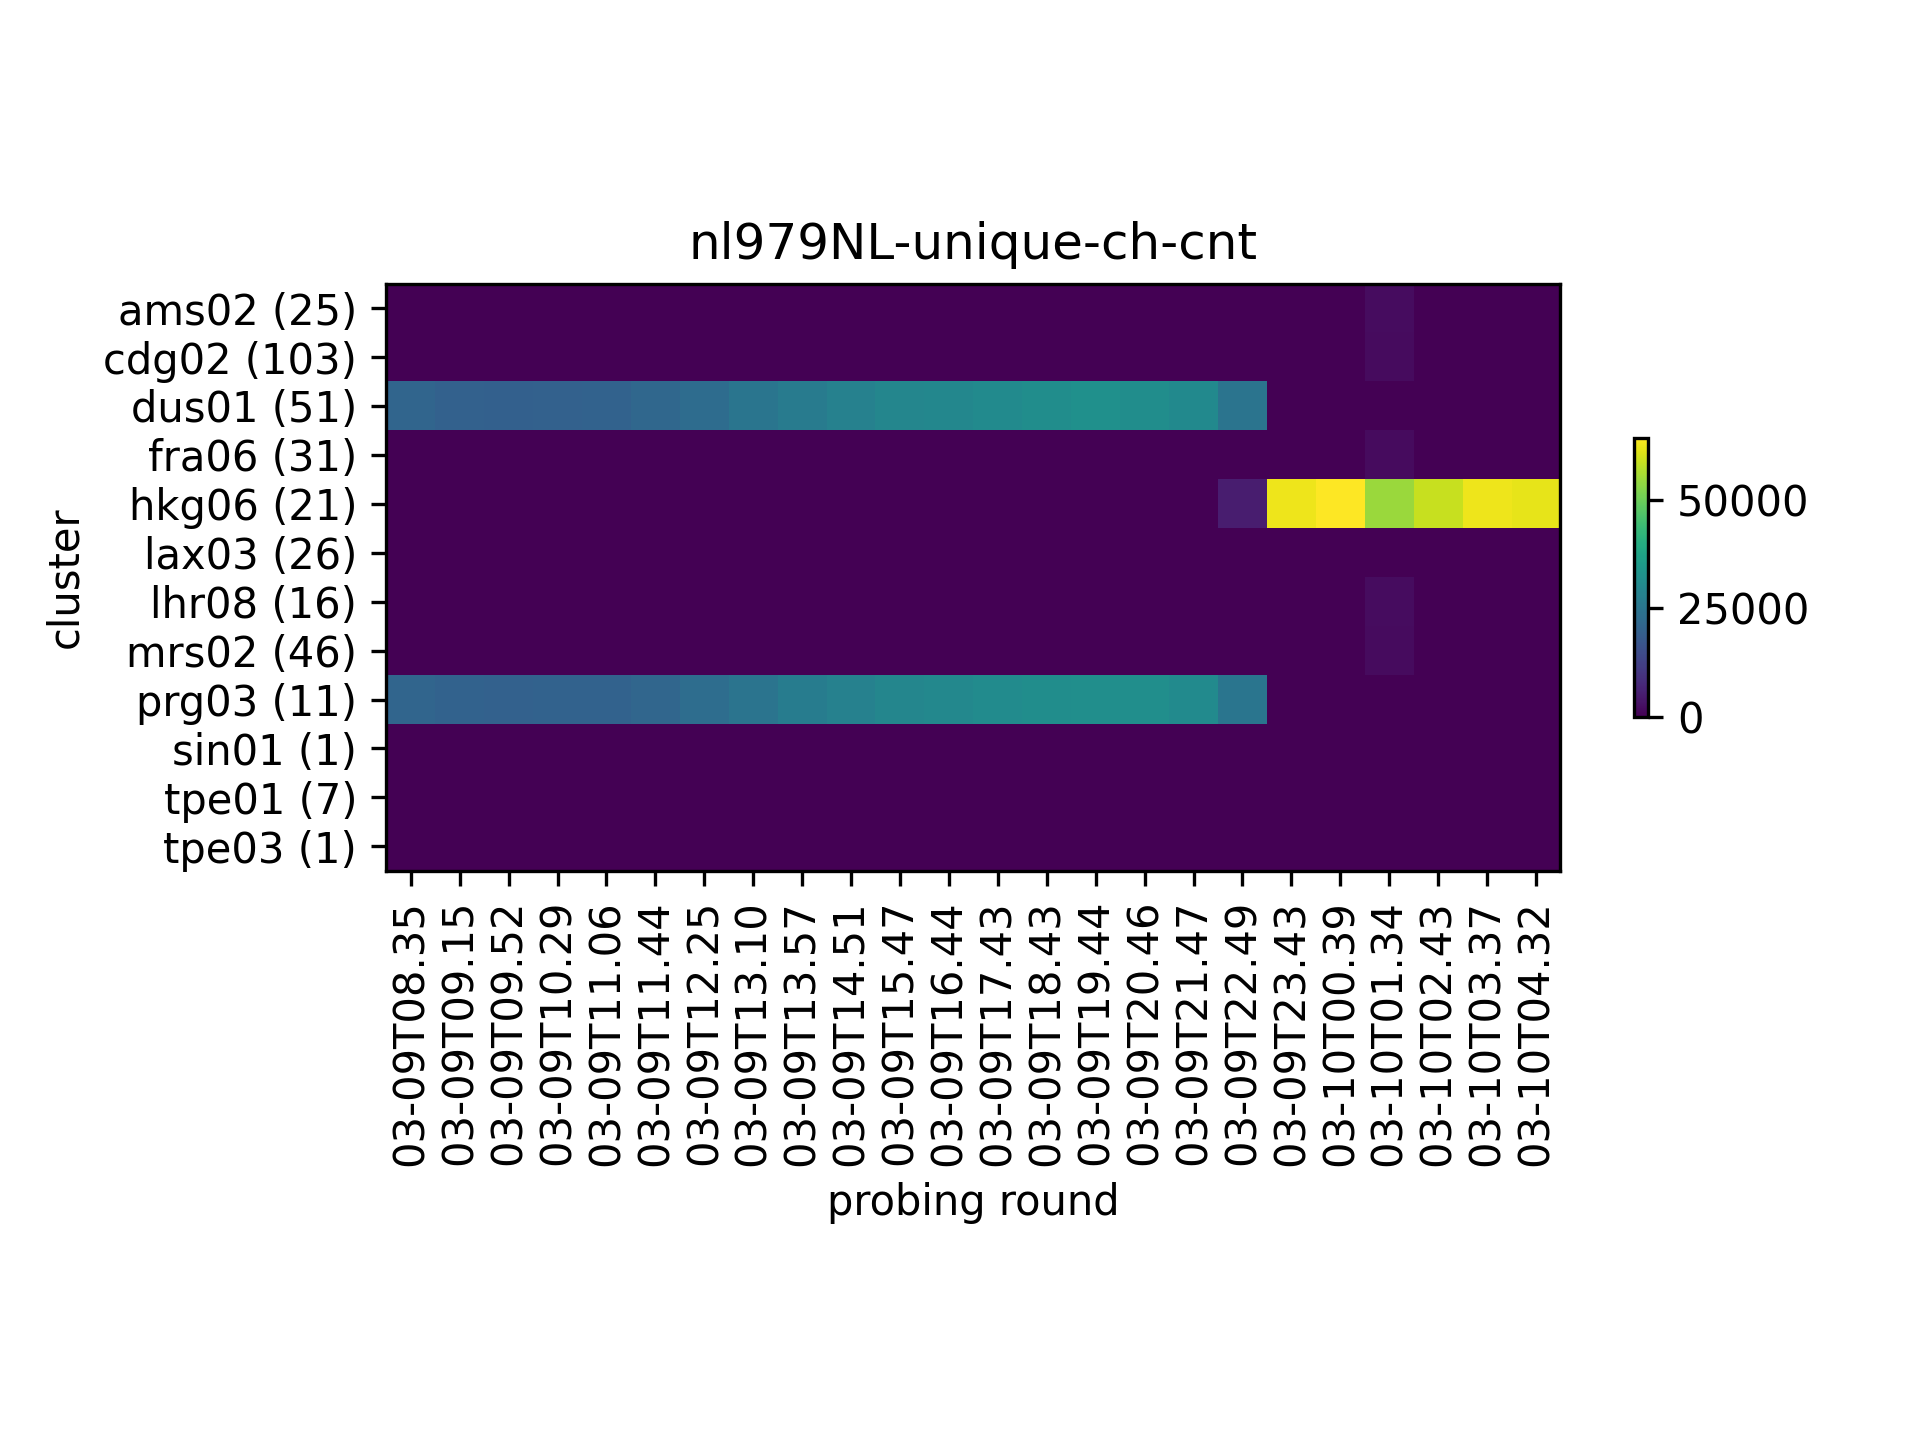 nl979NL-unique-ch-cnt
cluster
ams02 (25)
cdg02 (103)
dus01 (51)
fra06 (31)
hkg06 (21)
lax03 (26)
lhr08 (16)
mrs02 (46)
prg03 (11)
sin01 (1)
tpe01 (7)
tpe03 (1)
50000
25000
0
03-09T08.35
03-09T09.15
03-09T09.52
03-09T10.29
03-09T11.06
03-09T11.44
03-09T12.25
03-09T13.10
03-09T13.57
03-09T14.51
03-09T15.47
03-09T16.44
03-09T17.43
03-09T18.43
03-09T19.44
03-09T20.46
03-09T21.47
03-09T22.49
03-09T23.43
03-10T00.39
03-10T01.34
03-10T02.43
03-10T03.37
03-10T04.32
probing round